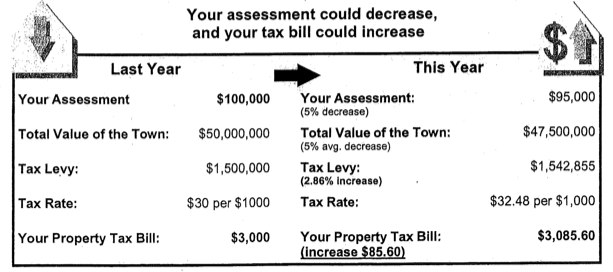 Your assessment could decrease,
and your tax bill could increase
$
Last Year This Year
Your Assessment $100,000 Your Assessment: $95,000
(5% decrease)
Total Value of the Town: $50,000,000 Total Value of the Town: $47,500,000
(5% avg. decrease)
Tax Levy: $1,500,000 Tax Levy: $1,542,855
(2.86% increase)
Tax Rate: $30 per $1000 Tax Rate: $32.48 per $1,000
Your Property Tax Bill: $3,000 Your Property Tax Bill: $3,085.60
(increase $85.60)